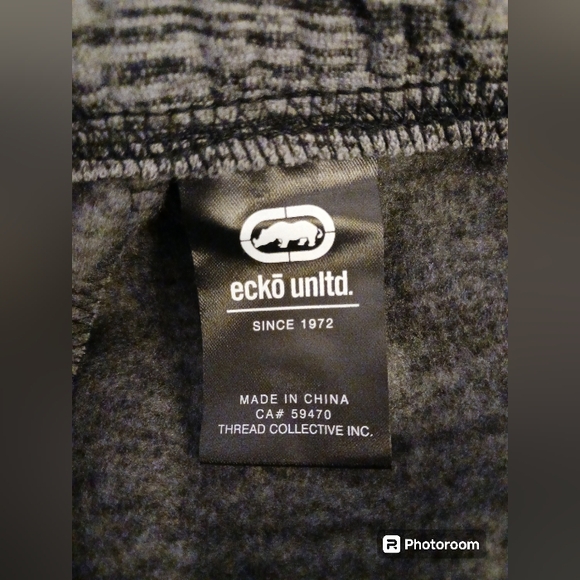 eckō unltd.
SINCE 1972
MADE IN CHINA
CA# 59470
THREAD COLLECTIVE INC.
Photoroom